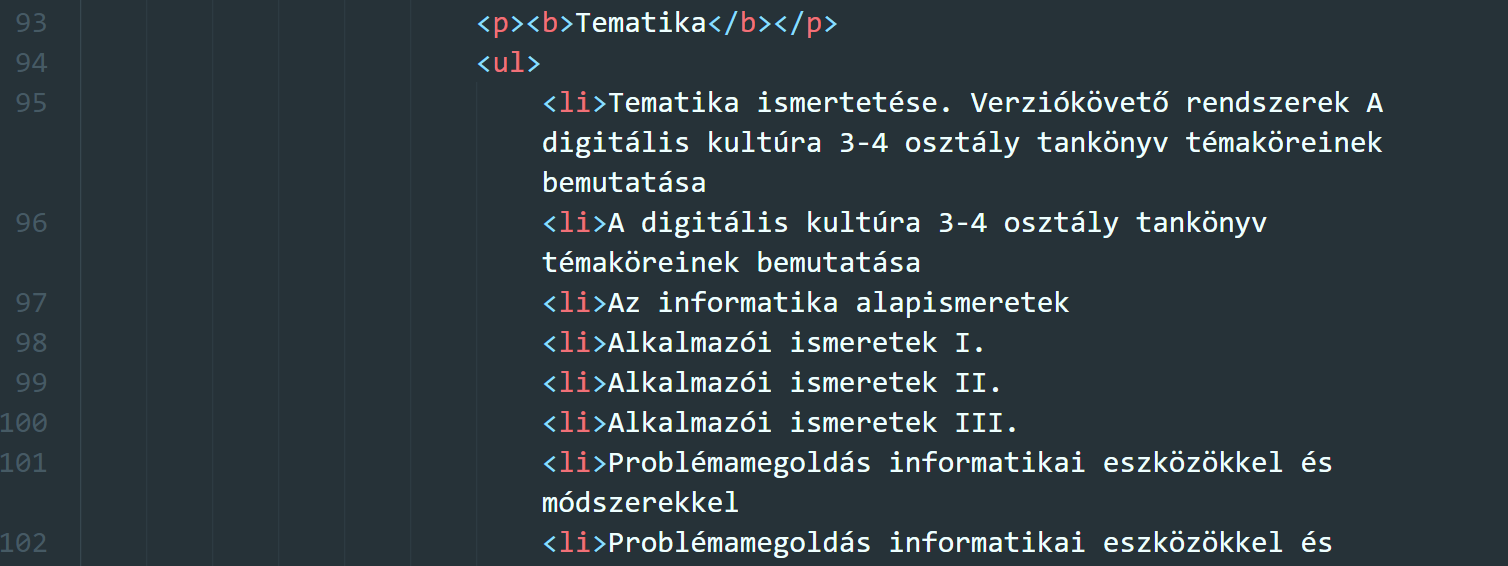 93 <p><b>Tematika</b></p>
94 <ul>
95 <li>Tematika ismertetése. Verziókövető rendszerek A
digitális kultúra 3-4 osztály tankönyv témaköreinek
bemutatása
96 <li>A digitális kultúra 3-4 osztály tankönyv
témaköreinek bemutatása
97 <li>Az informatika alapismeretek
98 <li>Alkalmazói ismeretek I.
99 <li>Alkalmazói ismeretek II.
100 <li>Alkalmazói ismeretek III.
101 <li>Problémamegoldás informatikai eszközökkel és
módszerekkel
102 <li>Problémamegoldás informatikai eszközökkel és